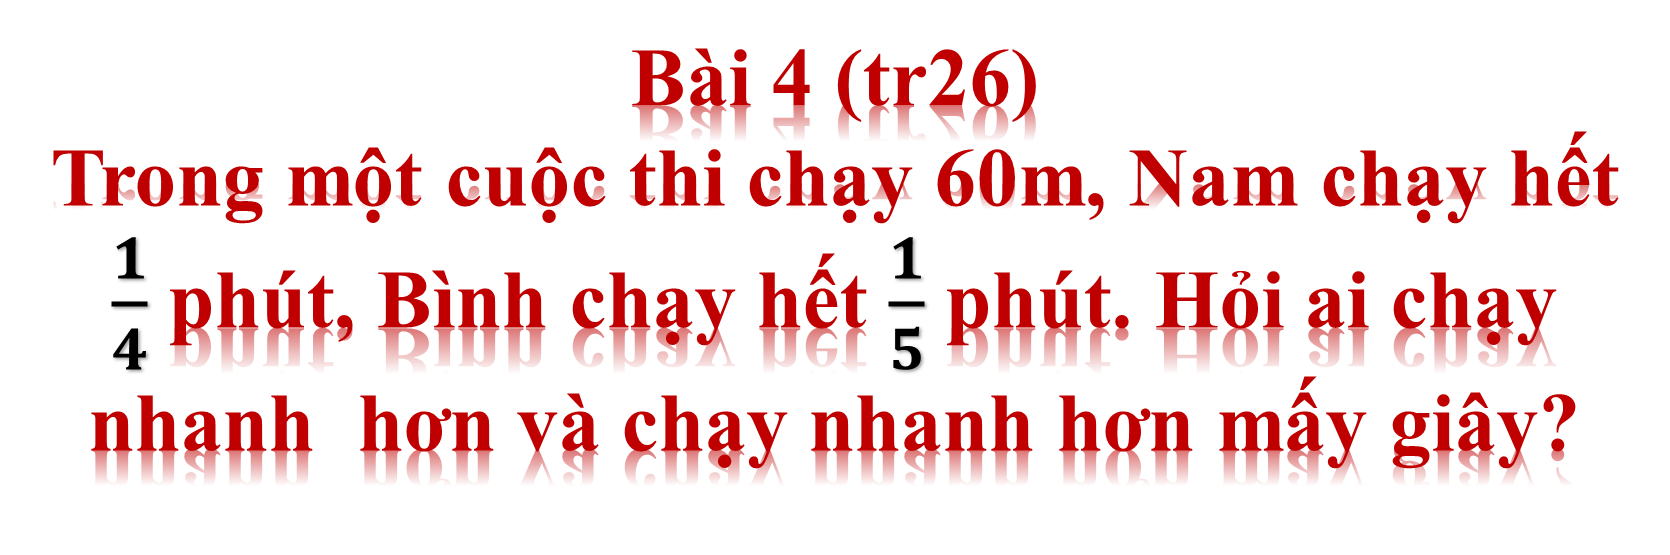 Bài 4 (tr26)
Trong một cuộc thi chạy 60m, Nam chạy hết
1/4 phút, Bình chạy hết 1/5 phút. Hỏi ai chạy
nhanh hơn và chạy nhanh hơn mấy giây?